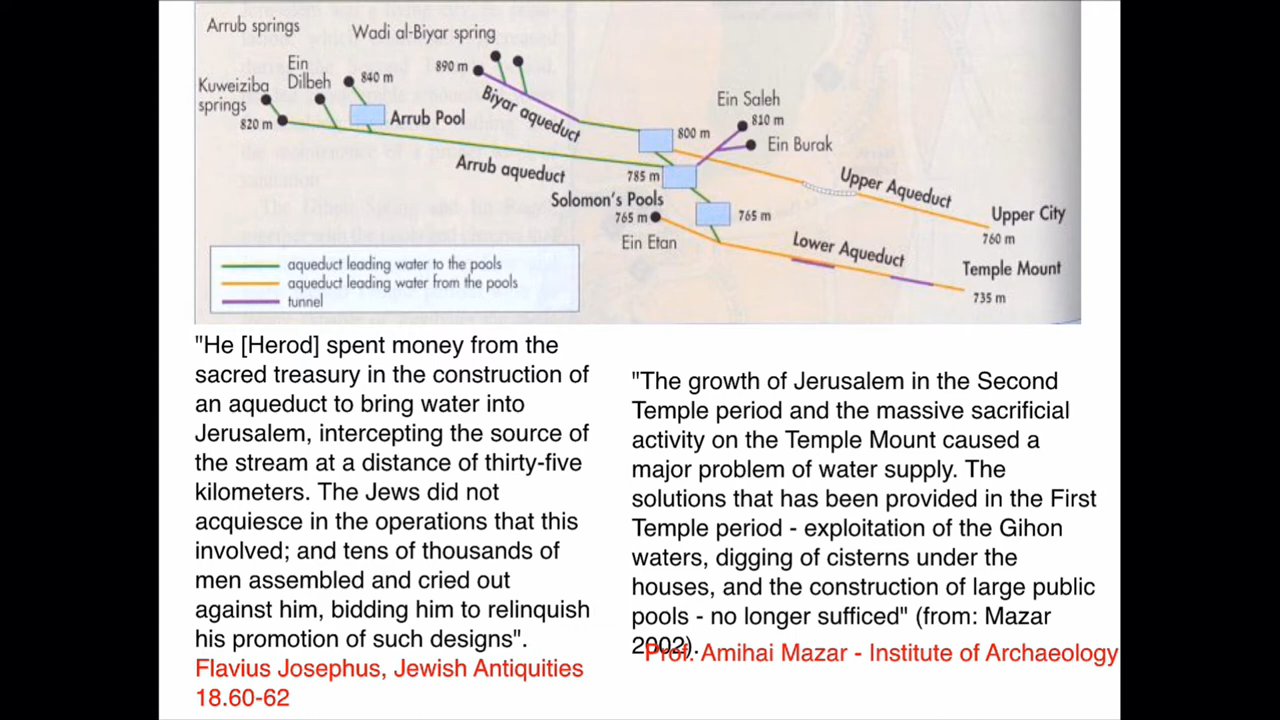 Arrub springs
Wadi al-Biyar spring
Ein
Dilbeh
840 m
890 m
Kuweiziba
springs
820 m
Arrub Pool
Biyar aqueduct
Ein Saleh
810 m
800 m
Ein Burak
Arrub aqueduct
785 m
Upper Aqueduct
Solomon's Pools
765 m
765 m
Ein Etan
Upper City
760 m
Lower Aqueduct
Temple Mount
735 m
aqueduct leading water to the pools
aqueduct leading water from the pools
tunnel
"He [Herod] spent money from the
sacred treasury in the construction of
an aqueduct to bring water into
Jerusalem, intercepting the source of
the stream at a distance of thirty-five
kilometers. The Jews did not
acquiesce in the operations that this
involved; and tens of thousands of
men assembled and cried out
against him, bidding him to relinquish
his promotion of such designs".
Flavius Josephus, Jewish Antiquities
18.60-62
"The growth of Jerusalem in the Second
Temple period and the massive sacrificial
activity on the Temple Mount caused a
major problem of water supply. The
solutions that has been provided in the First
Temple period - exploitation of the Gihon
waters, digging of cisterns under the
houses, and the construction of large public
pools - no longer sufficed" (from: Mazar
2002).
Prof. Amihai Mazar - Institute of Archaeology